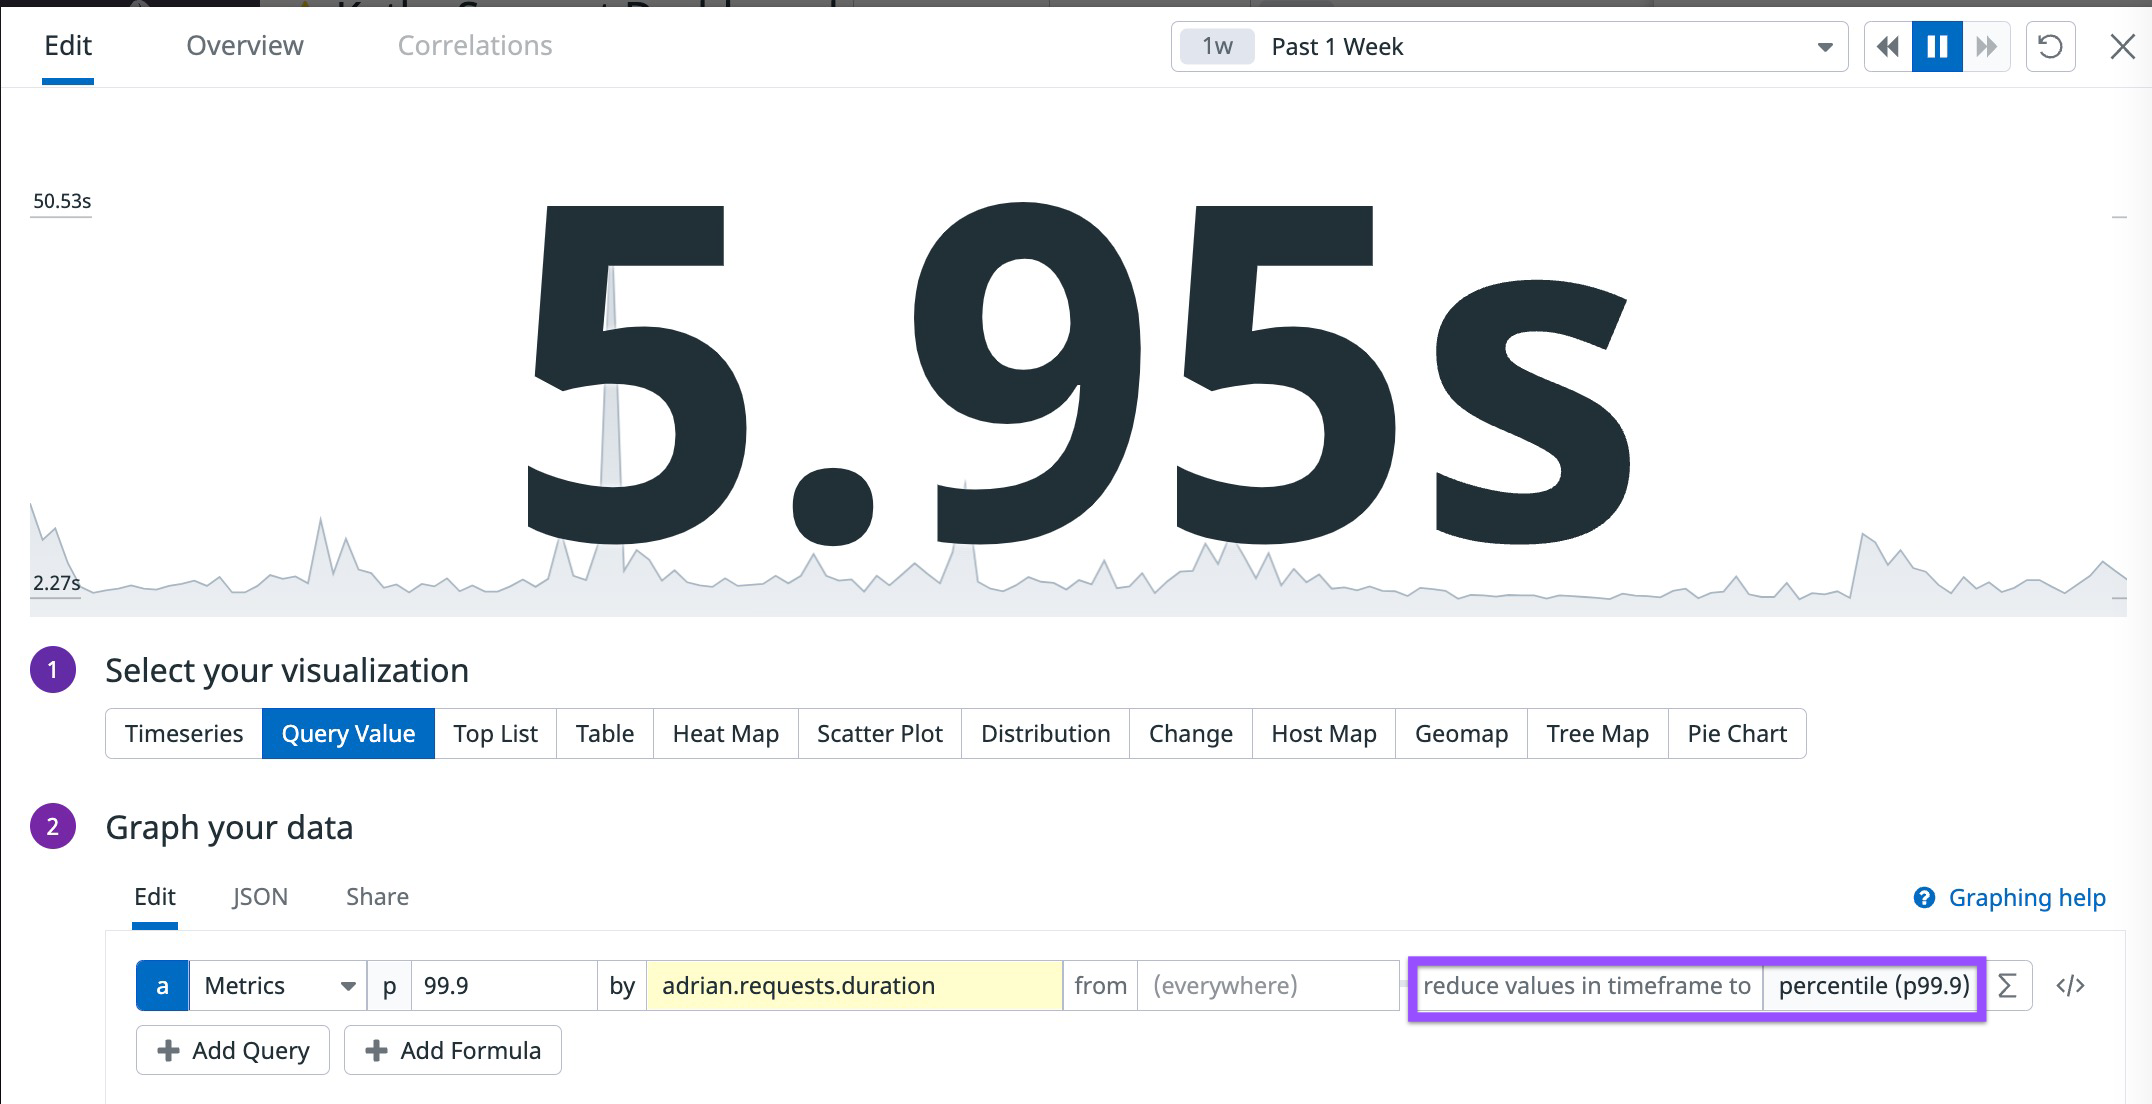 Edit Overview Correlations 1w Past 1 Week
50.53s
5.95s
2.27s
1 Select your visualization
Timeseries Query Value Top List Table Heat Map Scatter Plot Distribution Change Host Map Geomap Tree Map Pie Chart
2 Graph your data
Edit JSON Share Graphing help
a Metrics p 99.9 by adrian.requests.duration from (everywhere) reduce values in timeframe to percentile (p99.9) Σ </>
Add Query Add Formula